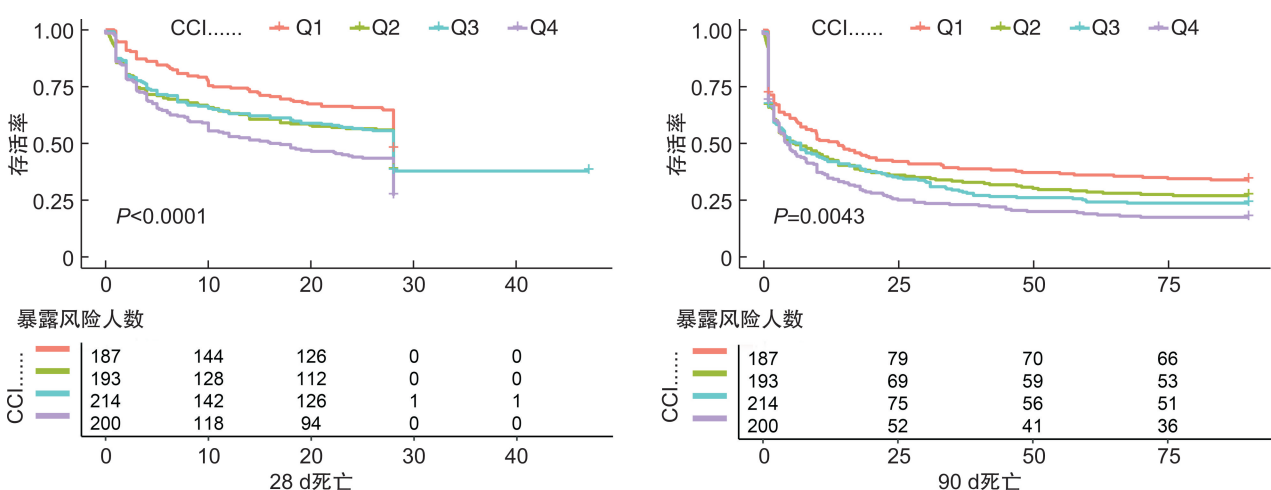 CCI...... Q1 Q2 Q3 Q4
存活率
1.00
0.75
0.50
0.25
0
P<0.0001
0 10 20 30 40
暴露风险人数
CCI......
187 144 126 0 0
193 128 112 0 0
214 142 126 1 1
200 118 94 0 0
0 10 20 30 40
28 d死亡
CCI...... Q1 Q2 Q3 Q4
存活率
1.00
0.75
0.50
0.25
0
P=0.0043
0 25 50 75
暴露风险人数
CCI......
187 79 70 66
193 69 59 53
214 75 56 51
200 52 41 36
0 25 50 75
90 d死亡